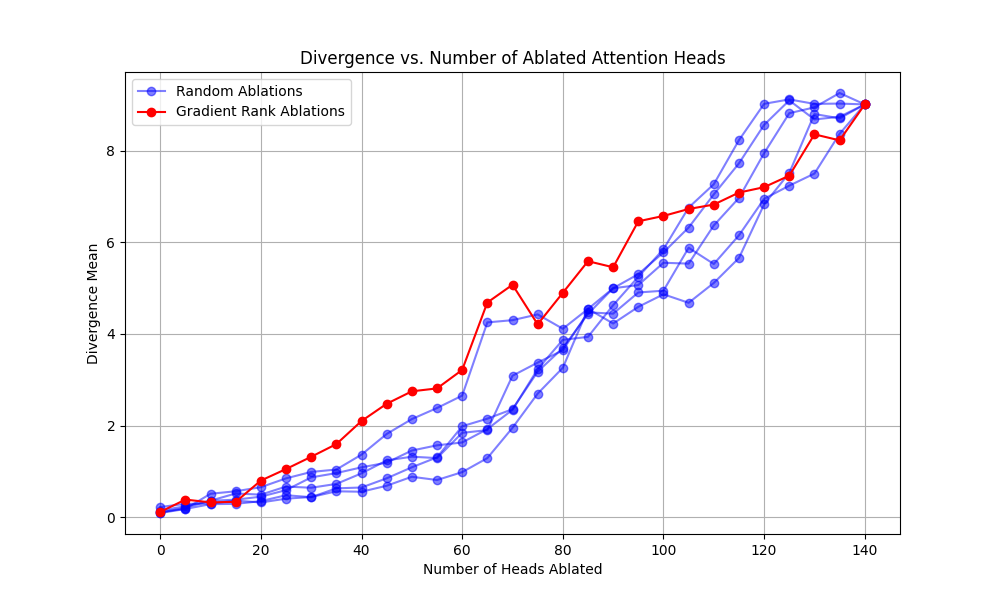 Divergence vs. Number of Ablated Attention Heads
Random Ablations
Gradient Rank Ablations
Divergence Mean
8
6
4
2
0
0 20 40 60 80 100 120 140
Number of Heads Ablated